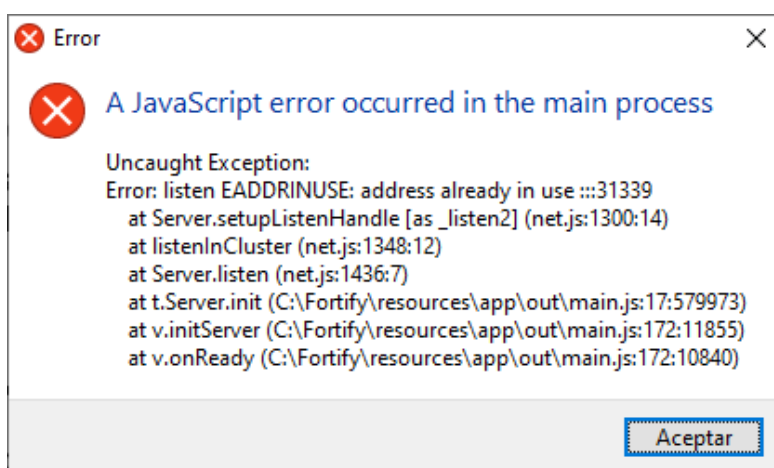 Error
A JavaScript error occurred in the main process
Uncaught Exception:
Error: listen EADDRINUSE: address already in use :::31339
at Server.setupListenHandle [as _listen2] (net.js:1300:14)
at listenInCluster (net.js:1348:12)
at Server.listen (net.js:1436:7)
at t.Server.init (C:\Fortify\resources\app\out\main.js:17:579973)
at v.initServer (C:\Fortify\resources\app\out\main.js:172:11855)
at v.onReady (C:\Fortify\resources\app\out\main.js:172:10840)
Aceptar